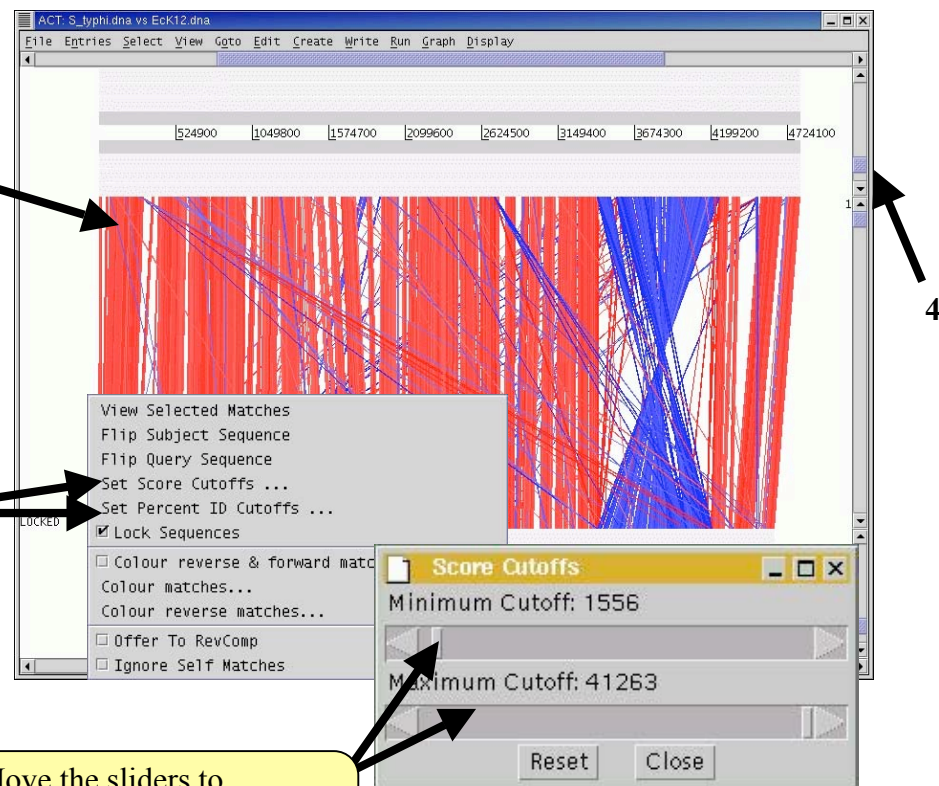 ACT: S_typhi.dna vs EcK12.dna
File Entries Select View Goto Edit Create Write Run Graph Display
524900 1049800 1574700 2099600 2624500 3149400 3674300 4199200 4724100
1
4
View Selected Matches
Flip Subject Sequence
Flip Query Sequence
Set Score Cutoffs ...
Set Percent ID Cutoffs ...
LOCKED
Lock Sequences
Colour reverse & forward matc
Colour matches...
Colour reverse matches...
Offer To RevComp
Ignore Self Matches
Score Cutoffs
Minimum Cutoff: 1556
Maximum Cutoff: 41263
Reset Close
the sliders to